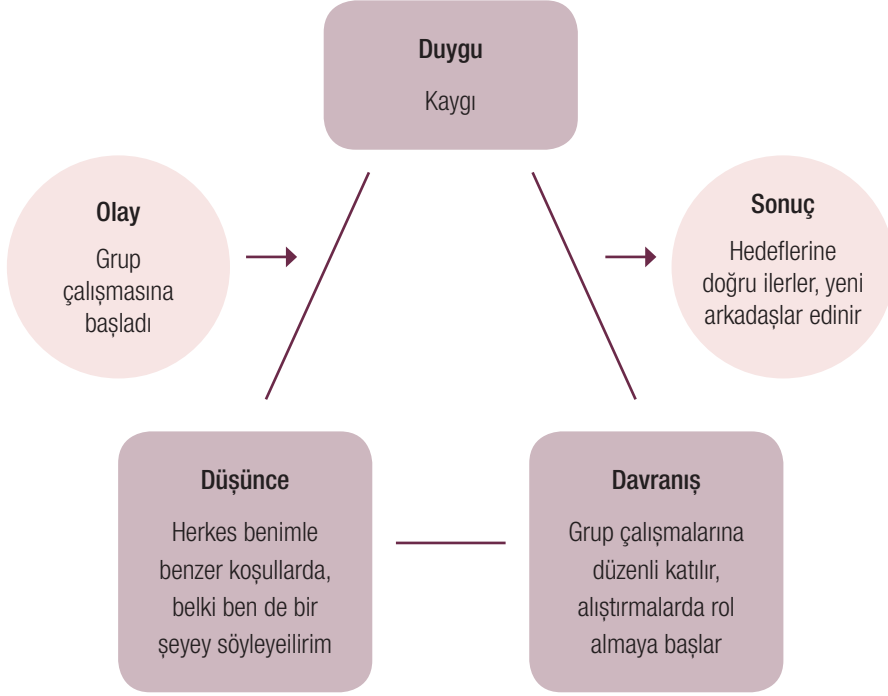 Duygu
Kaygı
Olay
Grup
çalışmasına
başladı
Sonuç
Hedeflerine
doğru ilerler, yeni
arkadaşlar edinir
Düşünce
Herkes benimle
benzer koşullarda,
belki ben de bir
şeyey söyleyeilirim
Davranış
Grup çalışmalarına
düzenli katılır,
alıştırmalarda rol
almaya başlar